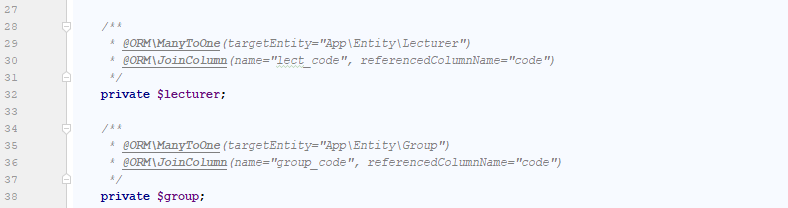 27
28 /**
29 * @ORM\ManyToOne(targetEntity="App\Entity\Lecturer")
30 * @ORM\JoinColumn(name="lect_code", referencedColumnName="code")
31 */
32 private $lecturer;
33
34 /**
35 * @ORM\ManyToOne(targetEntity="App\Entity\Group")
36 * @ORM\JoinColumn(name="group_code", referencedColumnName="code")
37 */
38 private $group;